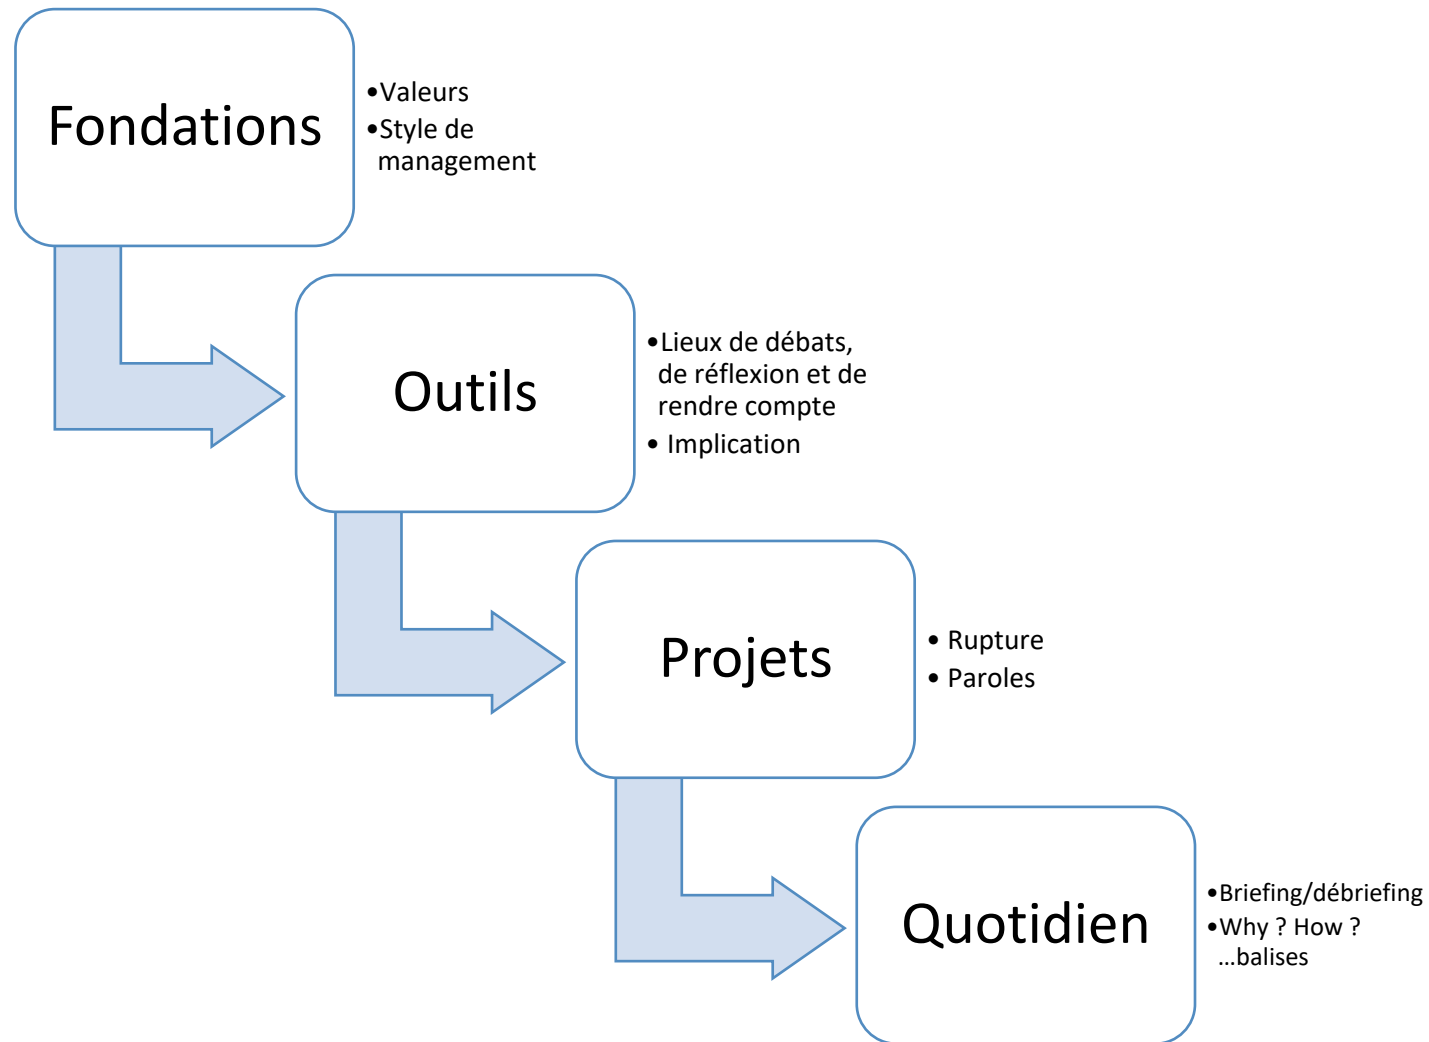 Fondations
•Valeurs
•Style de
management
Outils
•Lieux de débats,
de réflexion et de
rendre compte
• Implication
Projets
• Rupture
• Paroles
Quotidien
•Briefing/débriefing
•Why ? How ?
…balises